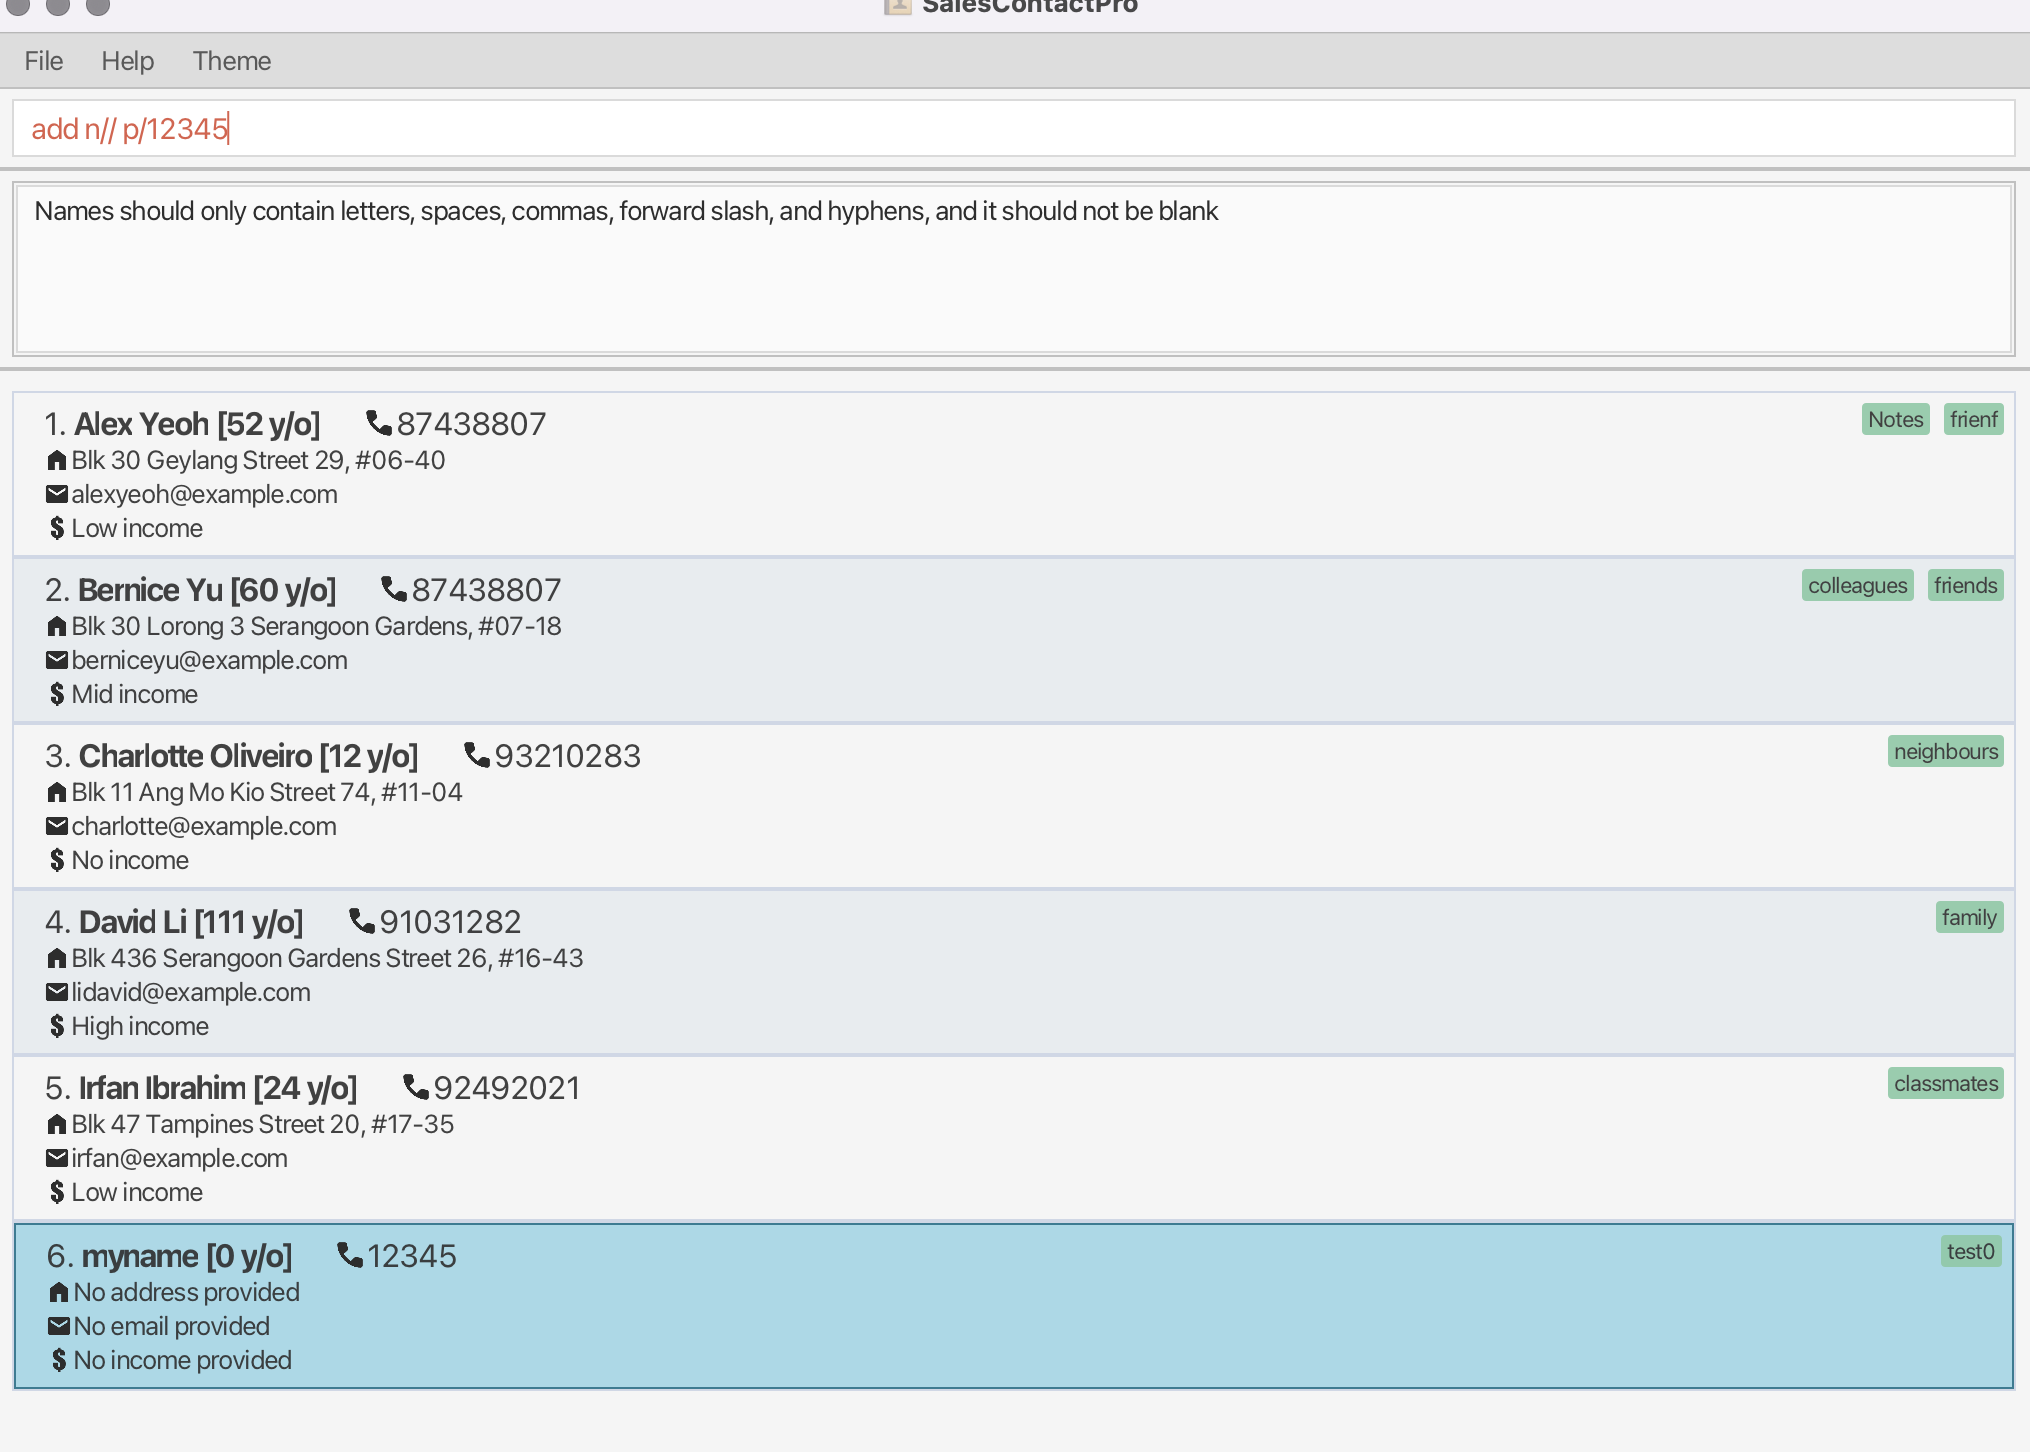 SalesContactPro
File Help Theme
add n// p/12345
Names should only contain letters, spaces, commas, forward slash, and hyphens, and it should not be blank
1. Alex Yeoh [52 y/o] 87438807 Notes frienf
Blk 30 Geylang Street 29, #06-40
alexyeoh@example.com
$ Low income
2. Bernice Yu [60 y/o] 87438807 colleagues friends
Blk 30 Lorong 3 Serangoon Gardens, #07-18
berniceyu@example.com
$ Mid income
3. Charlotte Oliveiro [12 y/o] 93210283 neighbours
Blk 11 Ang Mo Kio Street 74, #11-04
charlotte@example.com
$ No income
4. David Li [111 y/o] 91031282 family
Blk 436 Serangoon Gardens Street 26, #16-43
lidavid@example.com
$ High income
5. Irfan Ibrahim [24 y/o] 92492021 classmates
Blk 47 Tampines Street 20, #17-35
irfan@example.com
$ Low income
6. myname [0 y/o] 12345 test0
No address provided
No email provided
$ No income provided